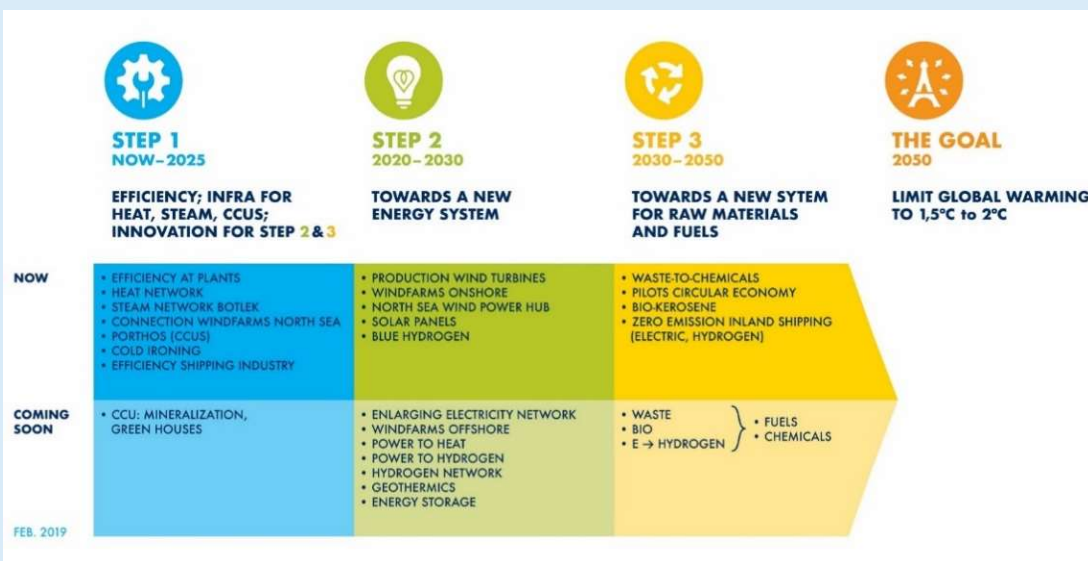 STEP 1
NOW–2025
EFFICIENCY; INFRA FOR
HEAT, STEAM, CCUS;
INNOVATION FOR STEP 2 & 3
STEP 2
2020–2030
TOWARDS A NEW
ENERGY SYSTEM
STEP 3
2030–2050
TOWARDS A NEW SYTEM
FOR RAW MATERIALS
AND FUELS
THE GOAL
2050
LIMIT GLOBAL WARMING
TO 1,5°C to 2°C
NOW
• EFFICIENCY AT PLANTS
• HEAT NETWORK
• STEAM NETWORK BOTLEK
• CONNECTION WINDFARMS NORTH SEA
• PORTHOS (CCUS)
• COLD IRONING
• EFFICIENCY SHIPPING INDUSTRY
• PRODUCTION WIND TURBINES
• WINDFARMS ONSHORE
• NORTH SEA WIND POWER HUB
• SOLAR PANELS
• BLUE HYDROGEN
• WASTE-TO-CHEMICALS
• PILOTS CIRCULAR ECONOMY
• BIO-KEROSENE
• ZERO EMISSION INLAND SHIPPING
(ELECTRIC, HYDROGEN)
COMING
SOON
• CCU: MINERALIZATION,
GREEN HOUSES
• ENLARGING ELECTRICITY NETWORK
• WINDFARMS OFFSHORE
• POWER TO HEAT
• POWER TO HYDROGEN
• HYDROGEN NETWORK
• GEOTHERMICS
• ENERGY STORAGE
• WASTE
• BIO
• E → HYDROGEN
• FUELS
• CHEMICALS
FEB. 2019